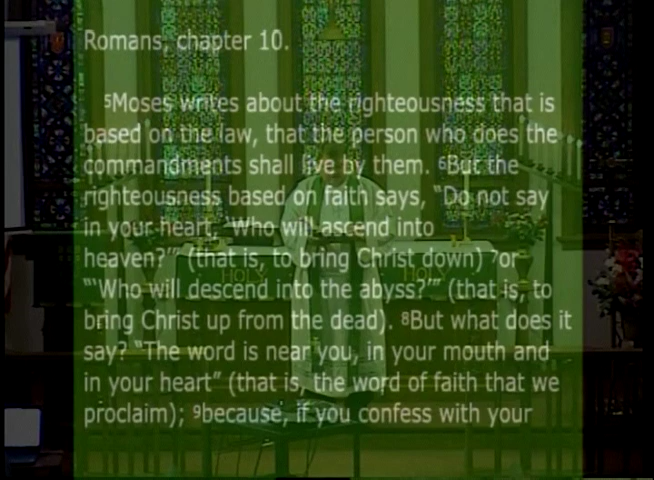 Romans, chapter 10.
⁵Moses writes about the righteousness that is
based on the law, that the person who does the
commandments shall live by them. ⁶But the
righteousness based on faith says, “Do not say
in your heart, ‘Who will ascend into
heaven?’” (that is, to bring Christ down) ⁷or
“‘Who will descend into the abyss?’” (that is, to
bring Christ up from the dead). ⁸But what does it
say? “The word is near you, in your mouth and
in your heart” (that is, the word of faith that we
proclaim); ⁹because, if you confess with your
HOLY HOLY